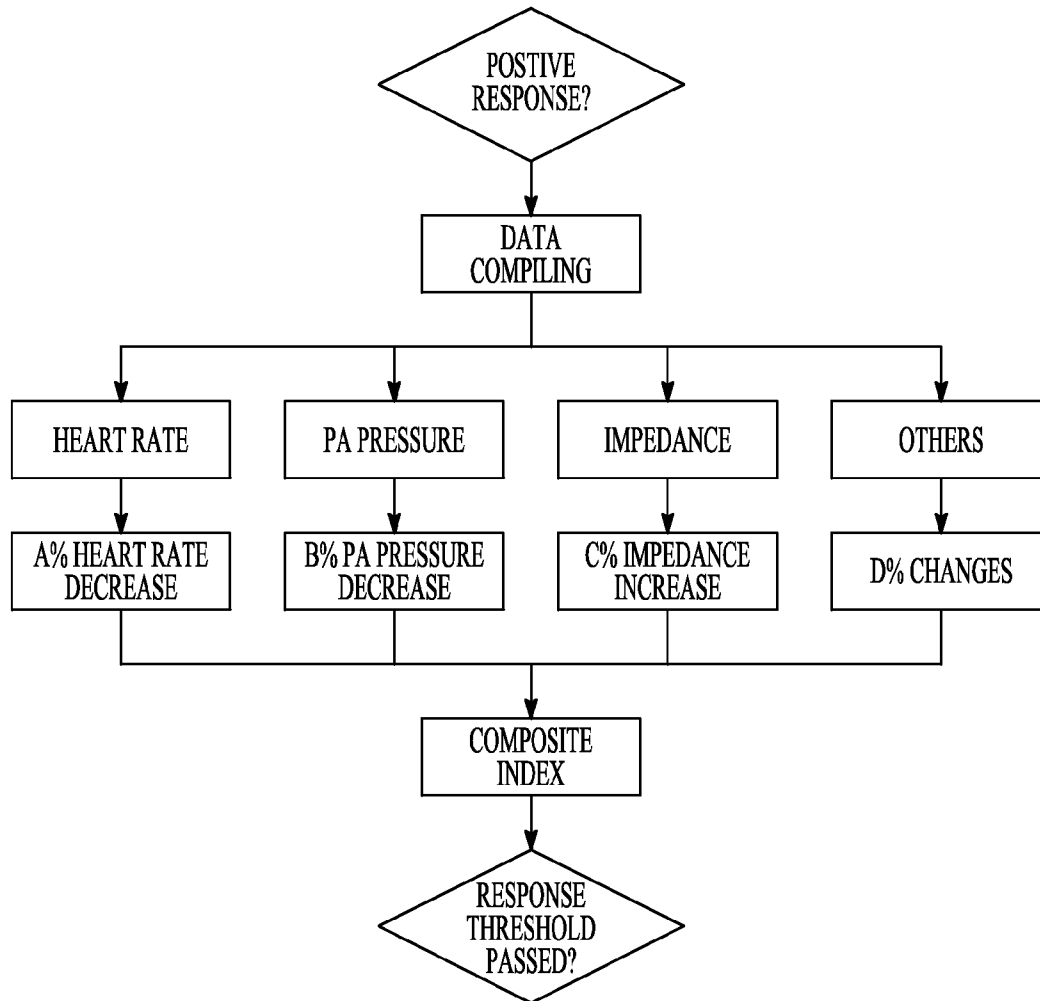 POSTIVE
RESPONSE?
DATA
COMPILING
HEART RATE
PA PRESSURE
IMPEDANCE
OTHERS
A% HEART RATE
DECREASE
B% PA PRESSURE
DECREASE
C% IMPEDANCE
INCREASE
D% CHANGES
COMPOSITE
INDEX
RESPONSE
THRESHOLD
PASSED?